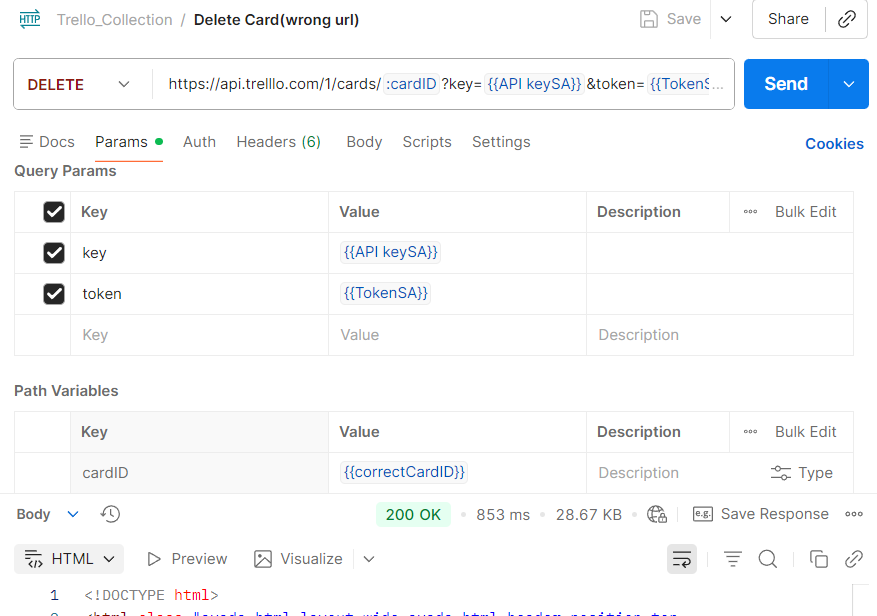 HTTP Trello_Collection / Delete Card(wrong url) Save Share
DELETE https://api.trelllo.com/1/cards/ :cardID ?key= {{API keySA}} &token= {{TokenS... Send
Docs Params Auth Headers (6) Body Scripts Settings Cookies
Query Params
Key Value Description Bulk Edit
key {{API keySA}}
token {{TokenSA}}
Key Value Description
Path Variables
Key Value Description Bulk Edit
cardID {{correctCardID}} Description Type
Body 200 OK 853 ms 28.67 KB e.g. Save Response
HTML Preview Visualize
1 <!DOCTYPE html>